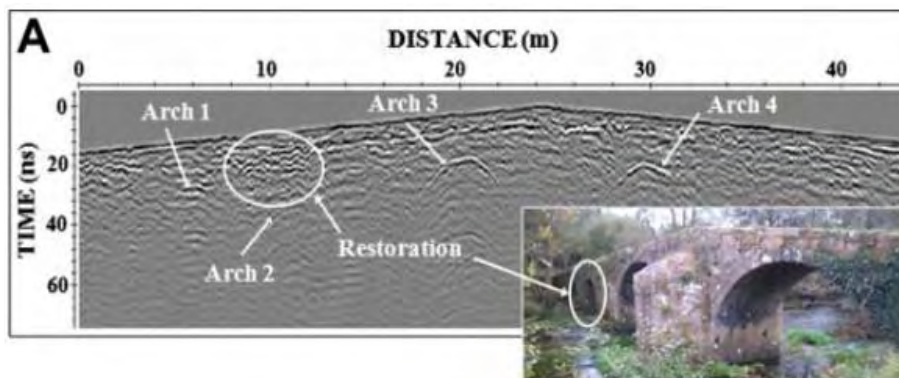 A
DISTANCE (m)
0 10 20 30 40
TIME (ns)
0
20
40
60
Arch 1
Arch 3
Arch 4
Arch 2
Restoration